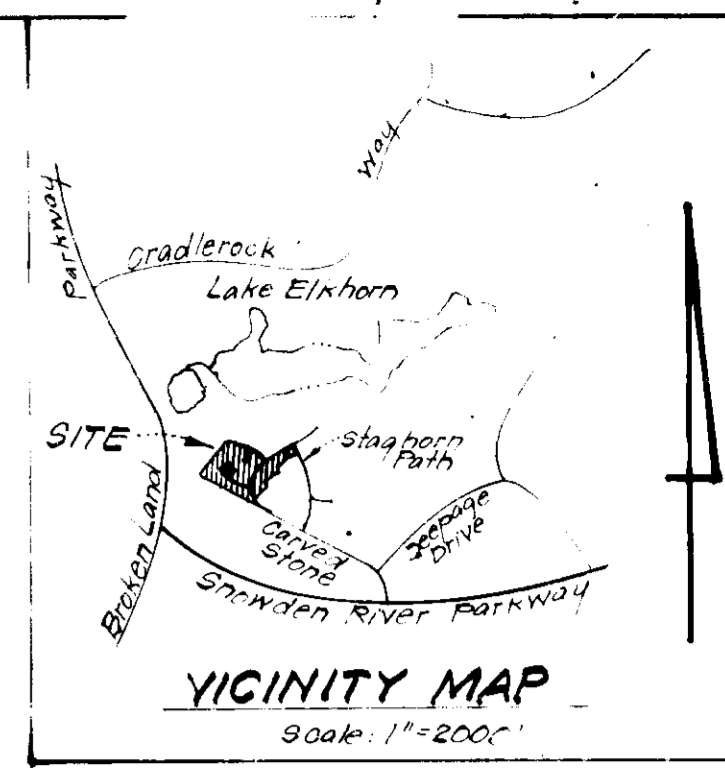 Way
Parkway
Cradlerock
Lake Elkhorn
SITE
Staghorn
Path
Seepage
Drive
Carved
Stone
Broken Land
Snowden River Parkway
VICINITY MAP
Scale: 1"=2000'